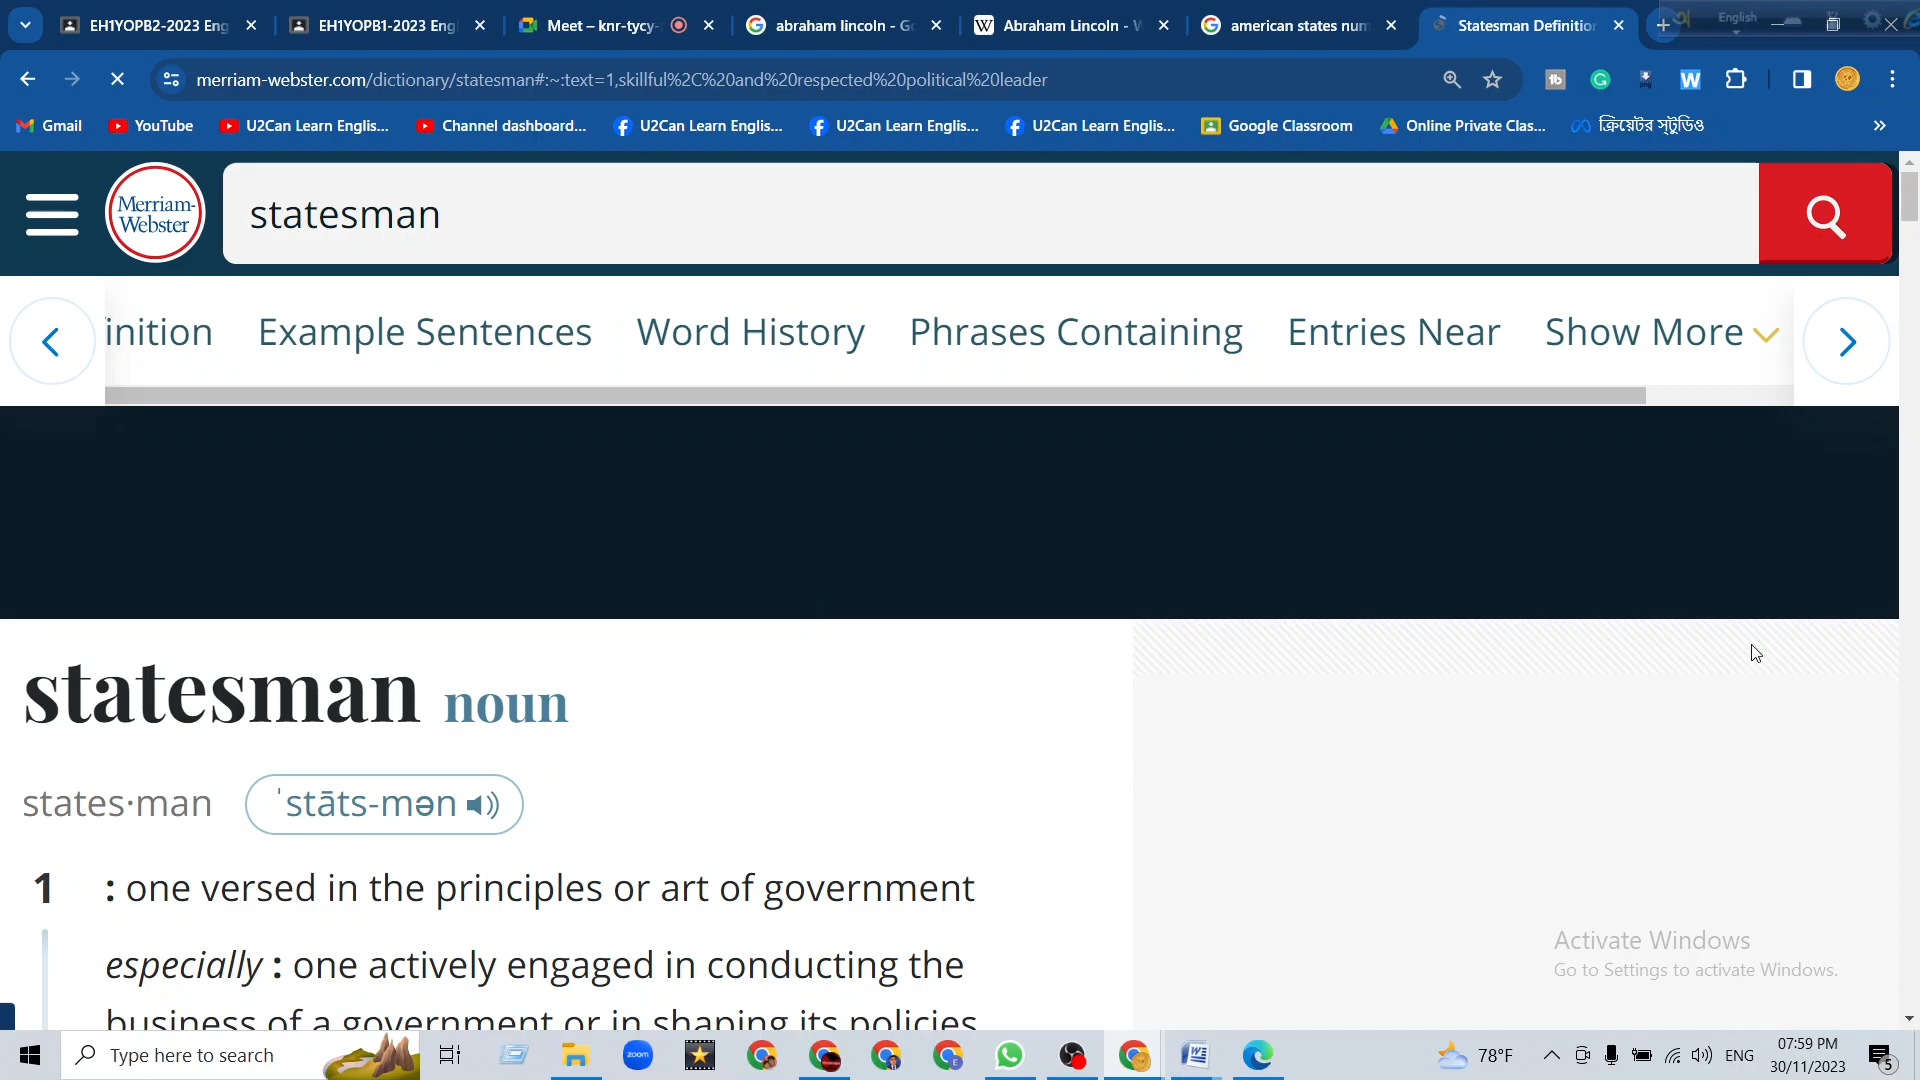 EH1YOPB2-2023 Eng
EH1YOPB1-2023 Engl
Meet – knr-tycy-
abraham lincoln - Go
Abraham Lincoln - W
american states num
Statesman Definition
English
merriam-webster.com/dictionary/statesman#:~:text=1,skillful%2C%20and%20respected%20political%20leader
Gmail
YouTube
U2Can Learn Englis...
Channel dashboard...
U2Can Learn Englis...
U2Can Learn Englis...
U2Can Learn Englis...
Google Classroom
Online Private Clas...
ক্রিয়েটর স্টুডিও
Merriam-
Webster
statesman
inition
Example Sentences
Word History
Phrases Containing
Entries Near
Show More
statesman noun
states·man
ˈstāts-mən
1 : one versed in the principles or art of government
especially : one actively engaged in conducting the
business of a government or in shaping its policies
Activate Windows
Go to Settings to activate Windows.
Type here to search
zoom
78°F
ENG
07:59 PM
30/11/2023
5